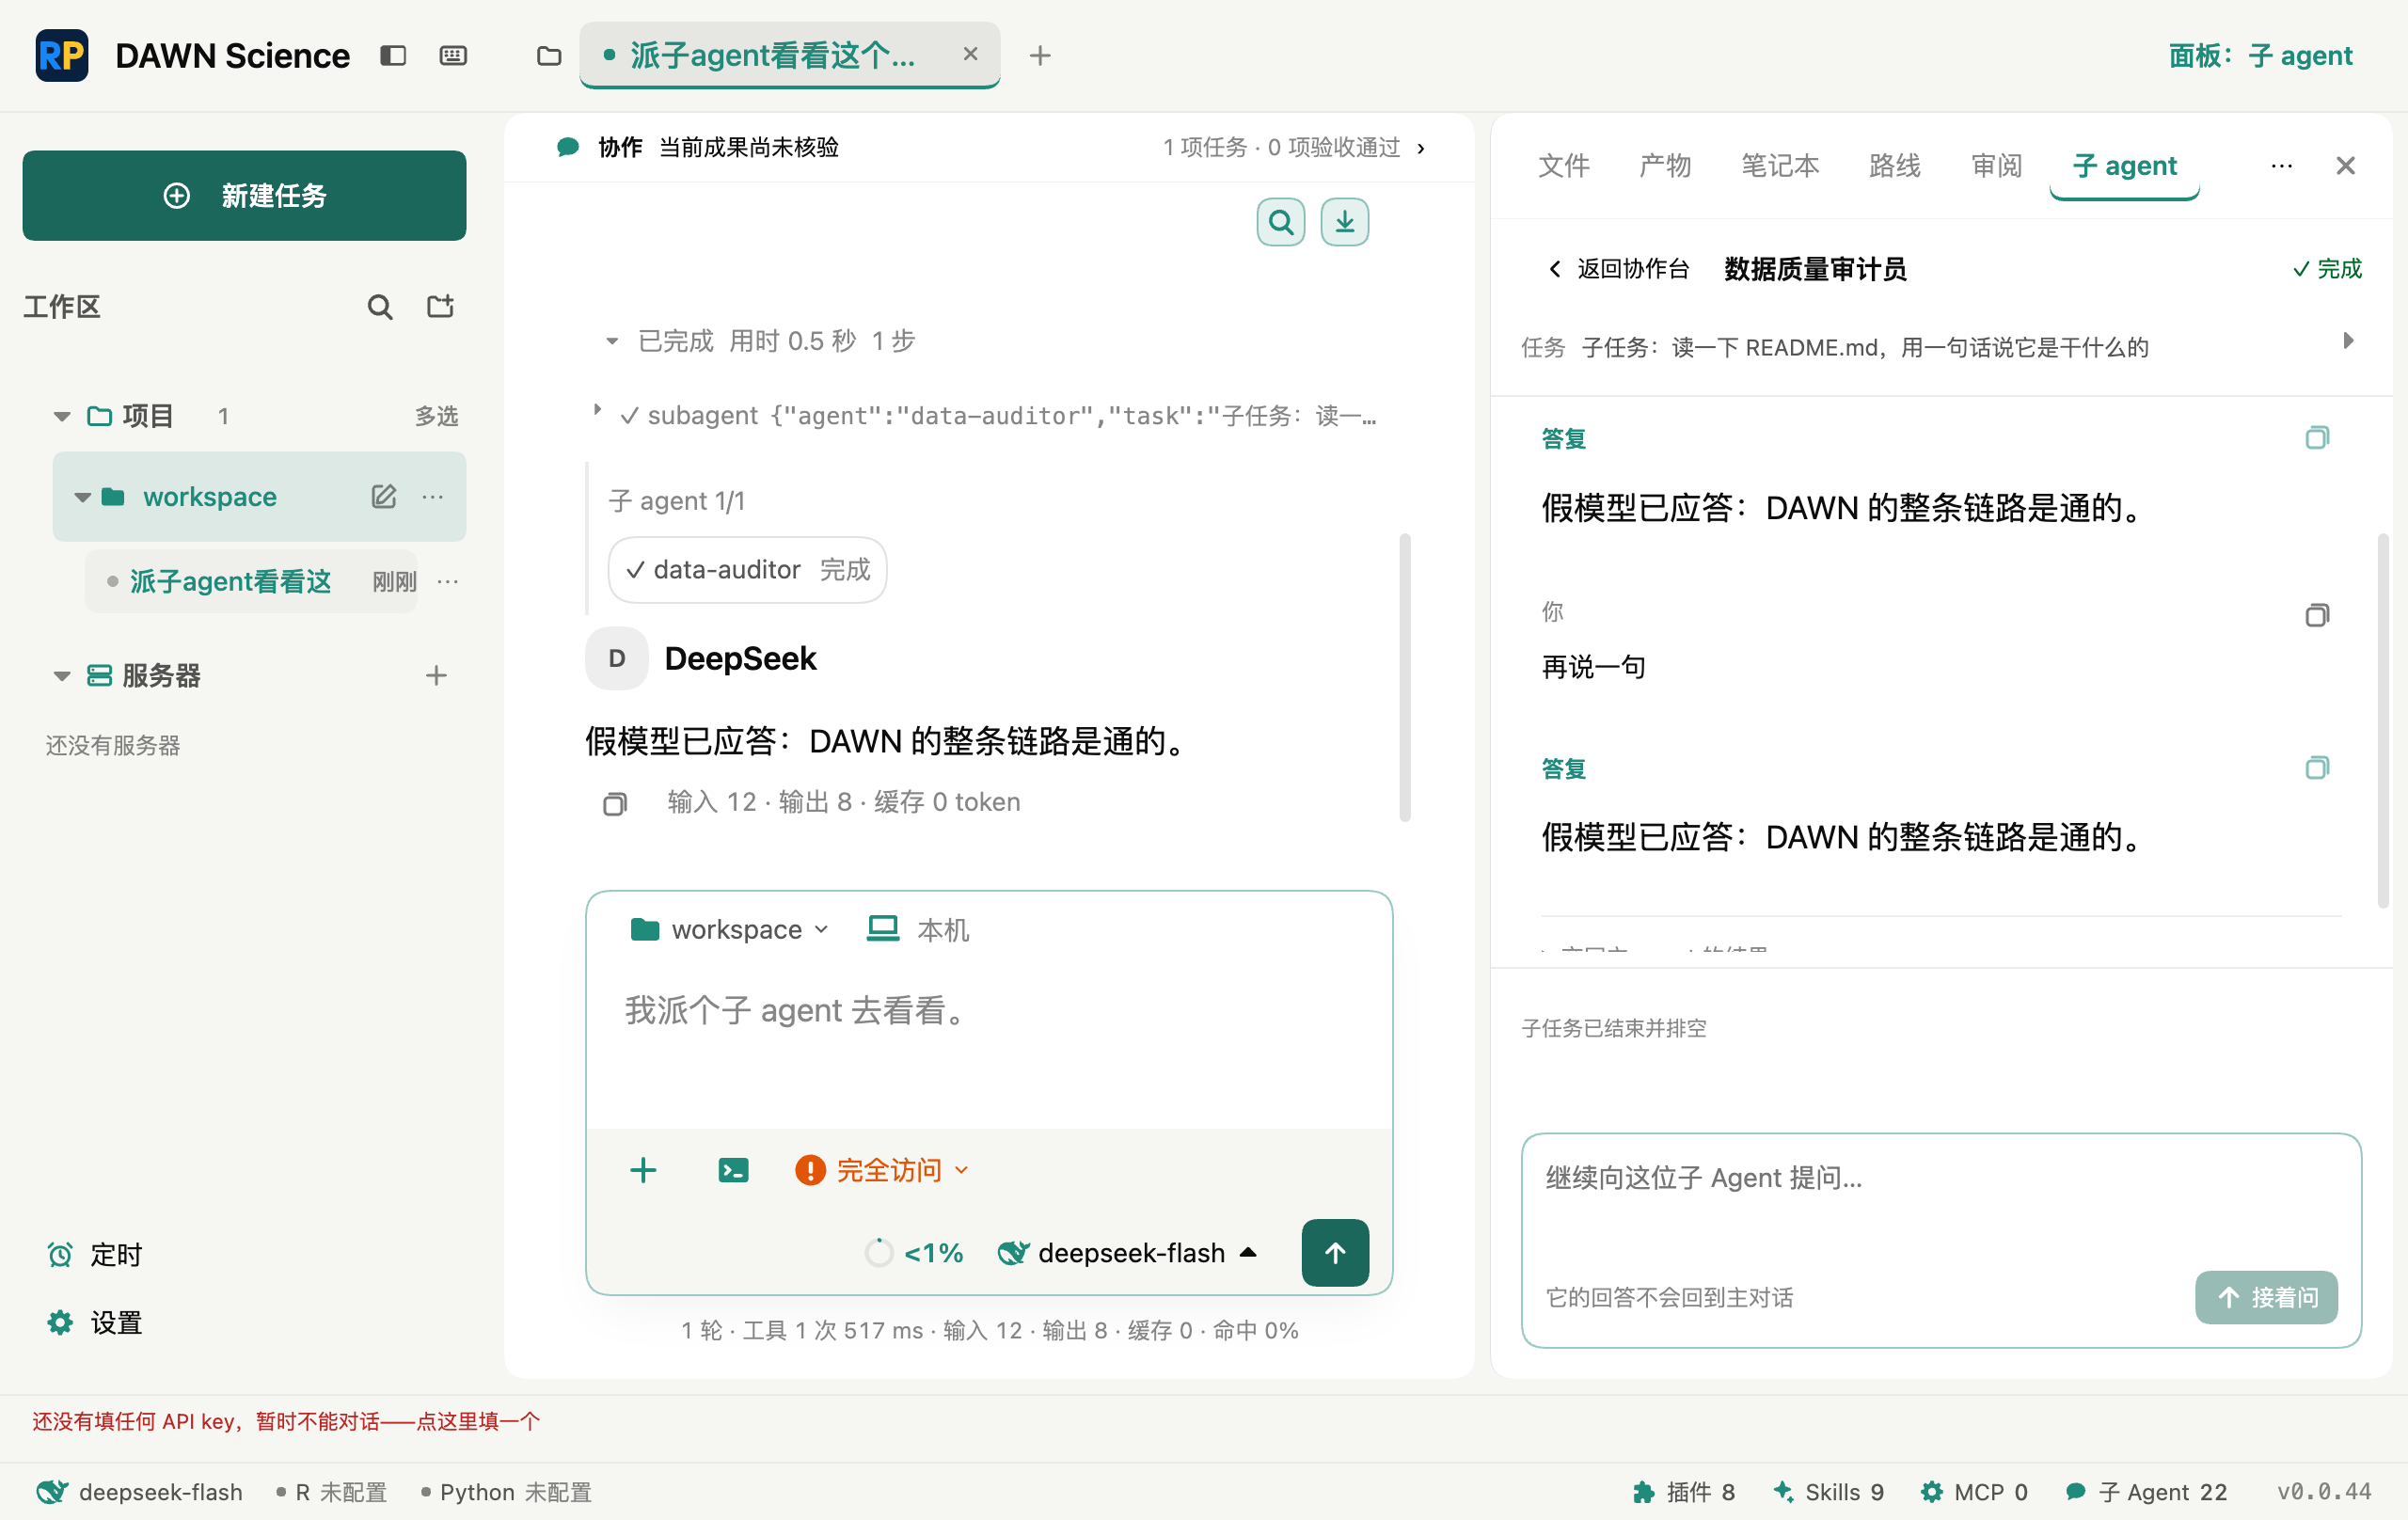 RP DAWN Science
派子agent看看这个...
面板：子 agent
新建任务
工作区
项目 1 多选
workspace
派子agent看看这 刚刚
服务器
还没有服务器
定时
设置
协作 当前成果尚未核验 1 项任务 · 0 项验收通过
已完成 用时 0.5 秒 1 步
subagent {"agent":"data-auditor","task":"子任务：读一…
子 agent 1/1
data-auditor 完成
D DeepSeek
假模型已应答：DAWN 的整条链路是通的。
输入 12 · 输出 8 · 缓存 0 token
workspace 本机
我派个子 agent 去看看。
完全访问
<1% deepseek-flash
1 轮 · 工具 1 次 517 ms · 输入 12 · 输出 8 · 缓存 0 · 命中 0%
文件 产物 笔记本 路线 审阅 子 agent
返回协作台 数据质量审计员 完成
任务 子任务：读一下 README.md，用一句话说它是干什么的
答复
假模型已应答：DAWN 的整条链路是通的。
你
再说一句
答复
假模型已应答：DAWN 的整条链路是通的。
子任务已结束并排空
继续向这位子 Agent 提问...
它的回答不会回到主对话 接着问
还没有填任何 API key，暂时不能对话——点这里填一个
deepseek-flash R 未配置 Python 未配置
插件 8 Skills 9 MCP 0 子 Agent 22 v0.0.44